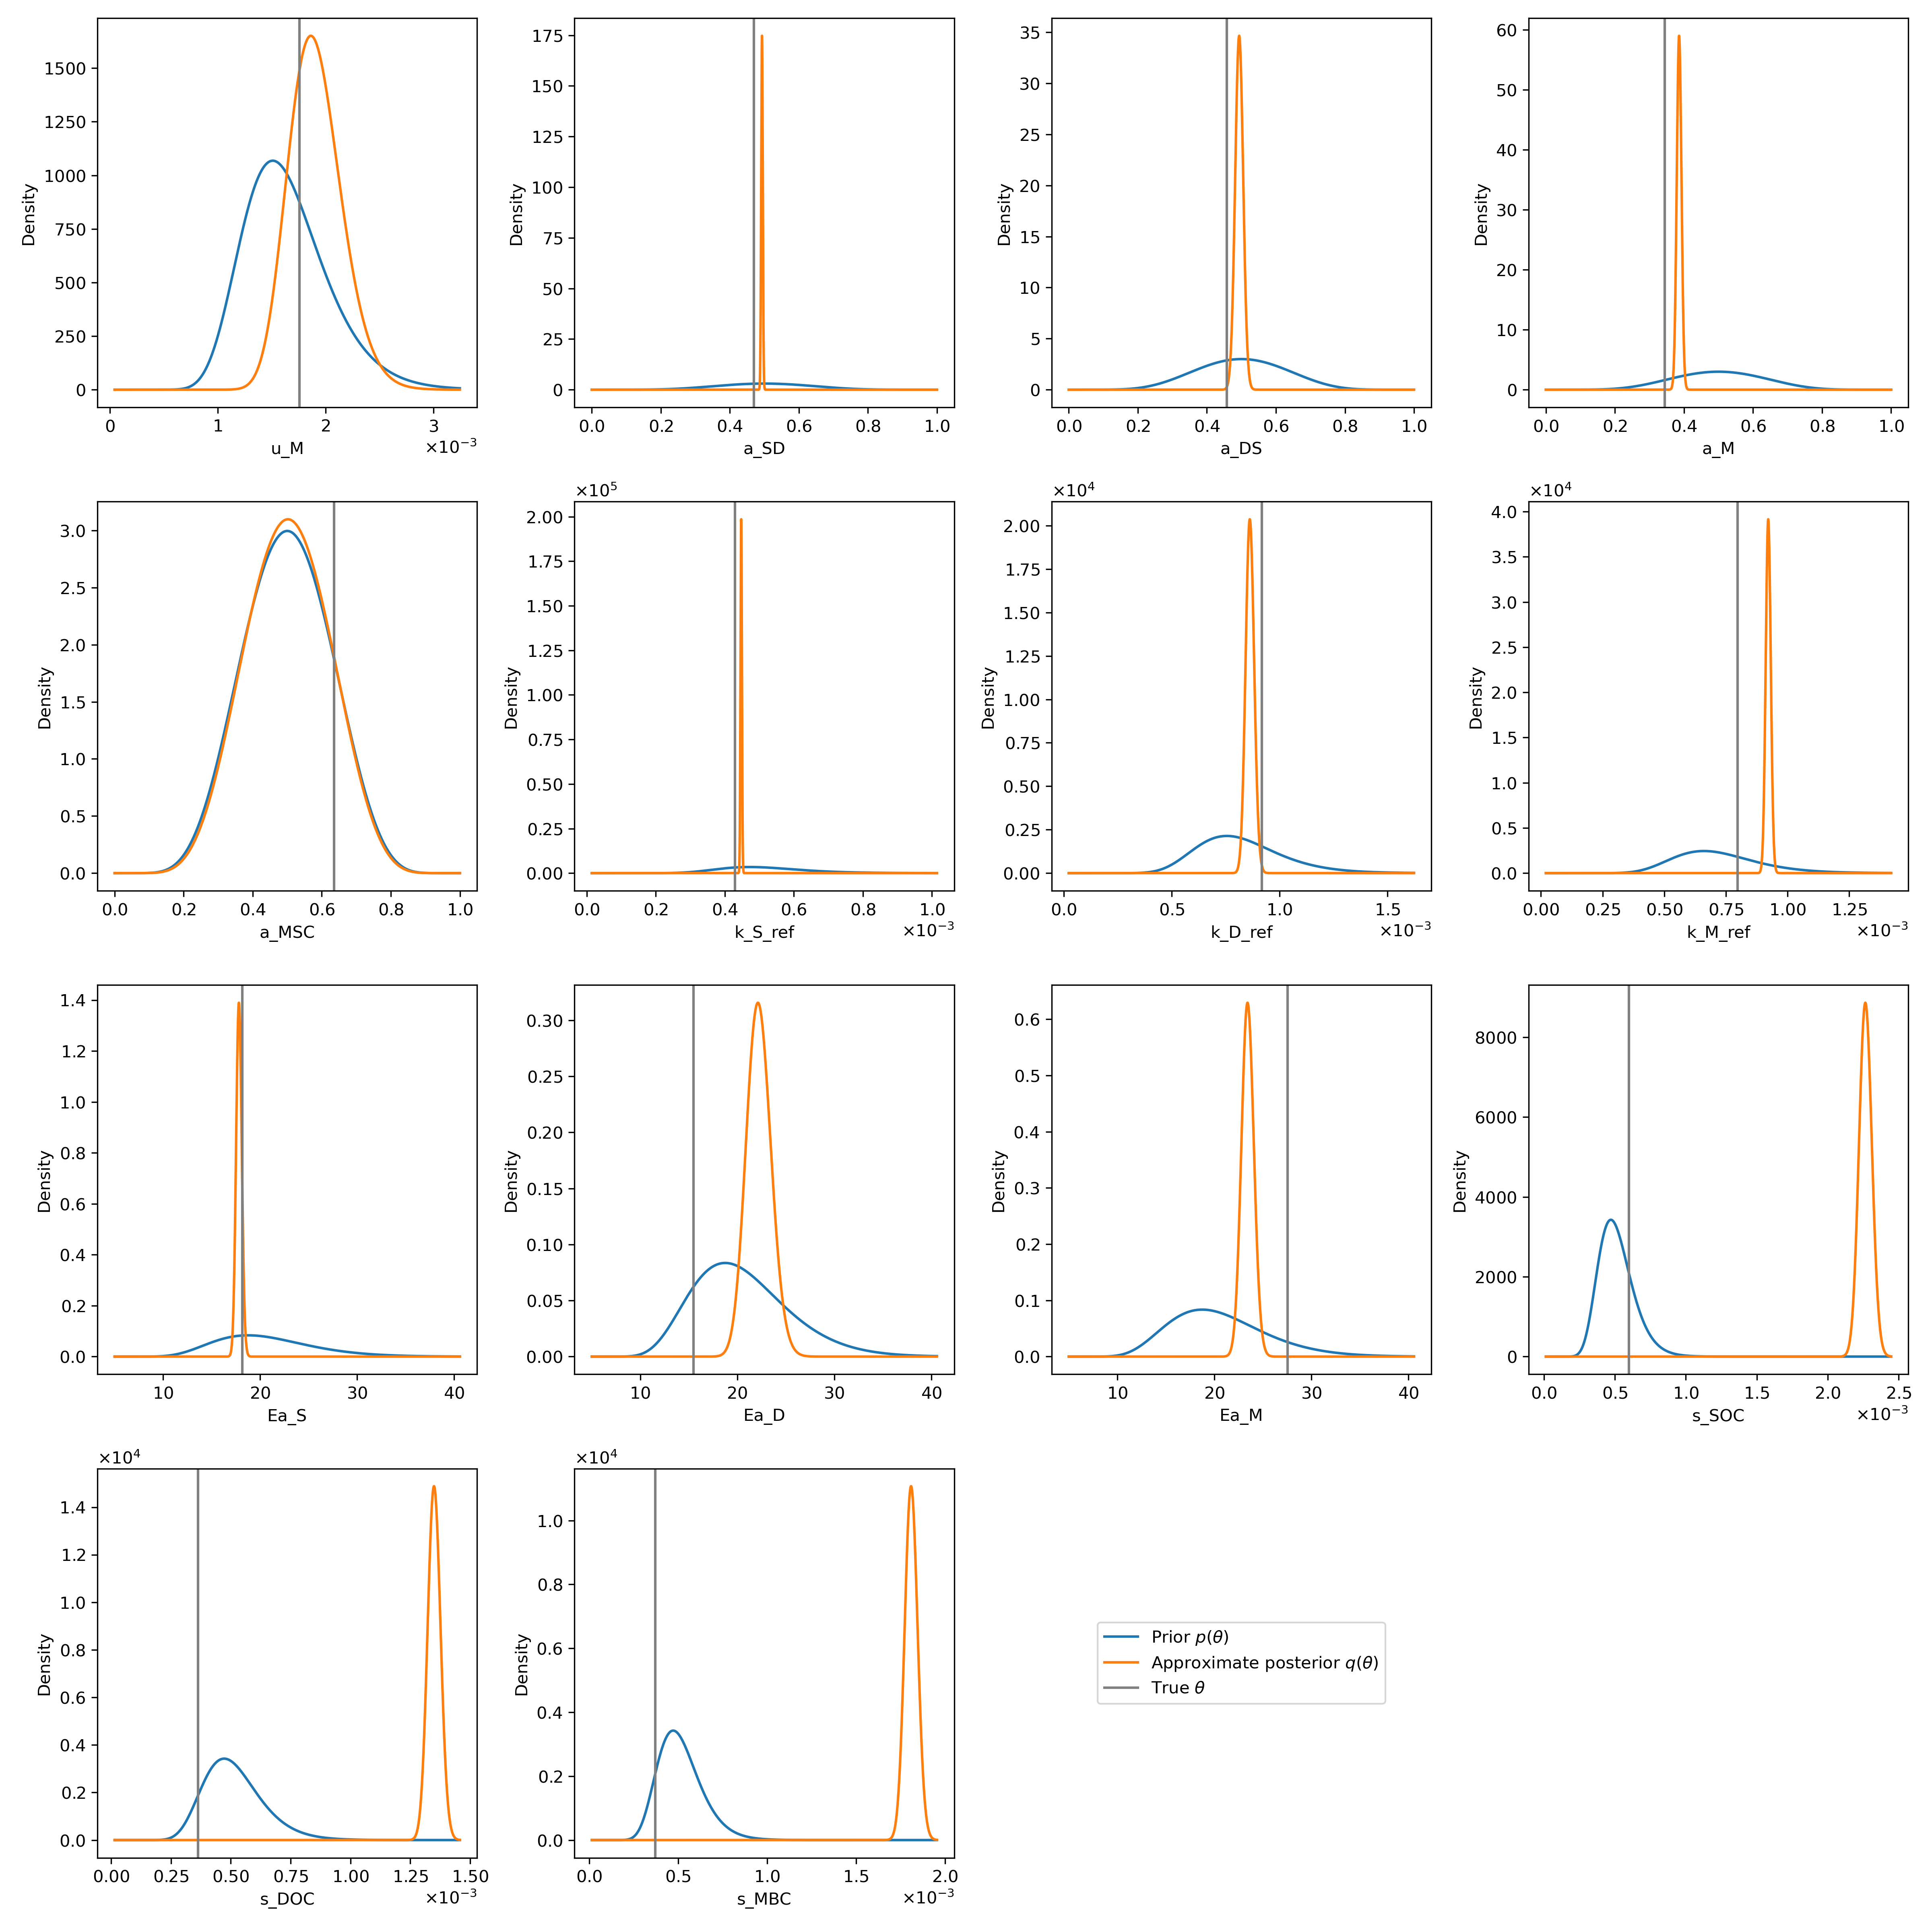 1500
1250
1000
750
500
250
0
Density
0 1 2 3
u_M
×10⁻³
175
150
125
100
75
50
25
0
Density
0.0 0.2 0.4 0.6 0.8 1.0
a_SD
35
30
25
20
15
10
5
0
Density
0.0 0.2 0.4 0.6 0.8 1.0
a_DS
60
50
40
30
20
10
0
Density
0.0 0.2 0.4 0.6 0.8 1.0
a_M
3.0
2.5
2.0
1.5
1.0
0.5
0.0
Density
0.0 0.2 0.4 0.6 0.8 1.0
a_MSC
×10⁵
2.00
1.75
1.50
1.25
1.00
0.75
0.50
0.25
0.00
Density
0.0 0.2 0.4 0.6 0.8 1.0
k_S_ref
×10⁻³
×10⁴
2.00
1.75
1.50
1.25
1.00
0.75
0.50
0.25
0.00
Density
0.0 0.5 1.0 1.5
k_D_ref
×10⁻³
×10⁴
4.0
3.5
3.0
2.5
2.0
1.5
1.0
0.5
0.0
Density
0.00 0.25 0.50 0.75 1.00 1.25
k_M_ref
×10⁻³
1.4
1.2
1.0
0.8
0.6
0.4
0.2
0.0
Density
10 20 30 40
Ea_S
0.30
0.25
0.20
0.15
0.10
0.05
0.00
Density
10 20 30 40
Ea_D
0.6
0.5
0.4
0.3
0.2
0.1
0.0
Density
10 20 30 40
Ea_M
8000
6000
4000
2000
0
Density
0.0 0.5 1.0 1.5 2.0 2.5
s_SOC
×10⁻³
×10⁴
1.4
1.2
1.0
0.8
0.6
0.4
0.2
0.0
Density
0.00 0.25 0.50 0.75 1.00 1.25 1.50
s_DOC
×10⁻³
×10⁴
1.0
0.8
0.6
0.4
0.2
0.0
Density
0.0 0.5 1.0 1.5 2.0
s_MBC
×10⁻³
Prior p(θ)
Approximate posterior q(θ)
True θ